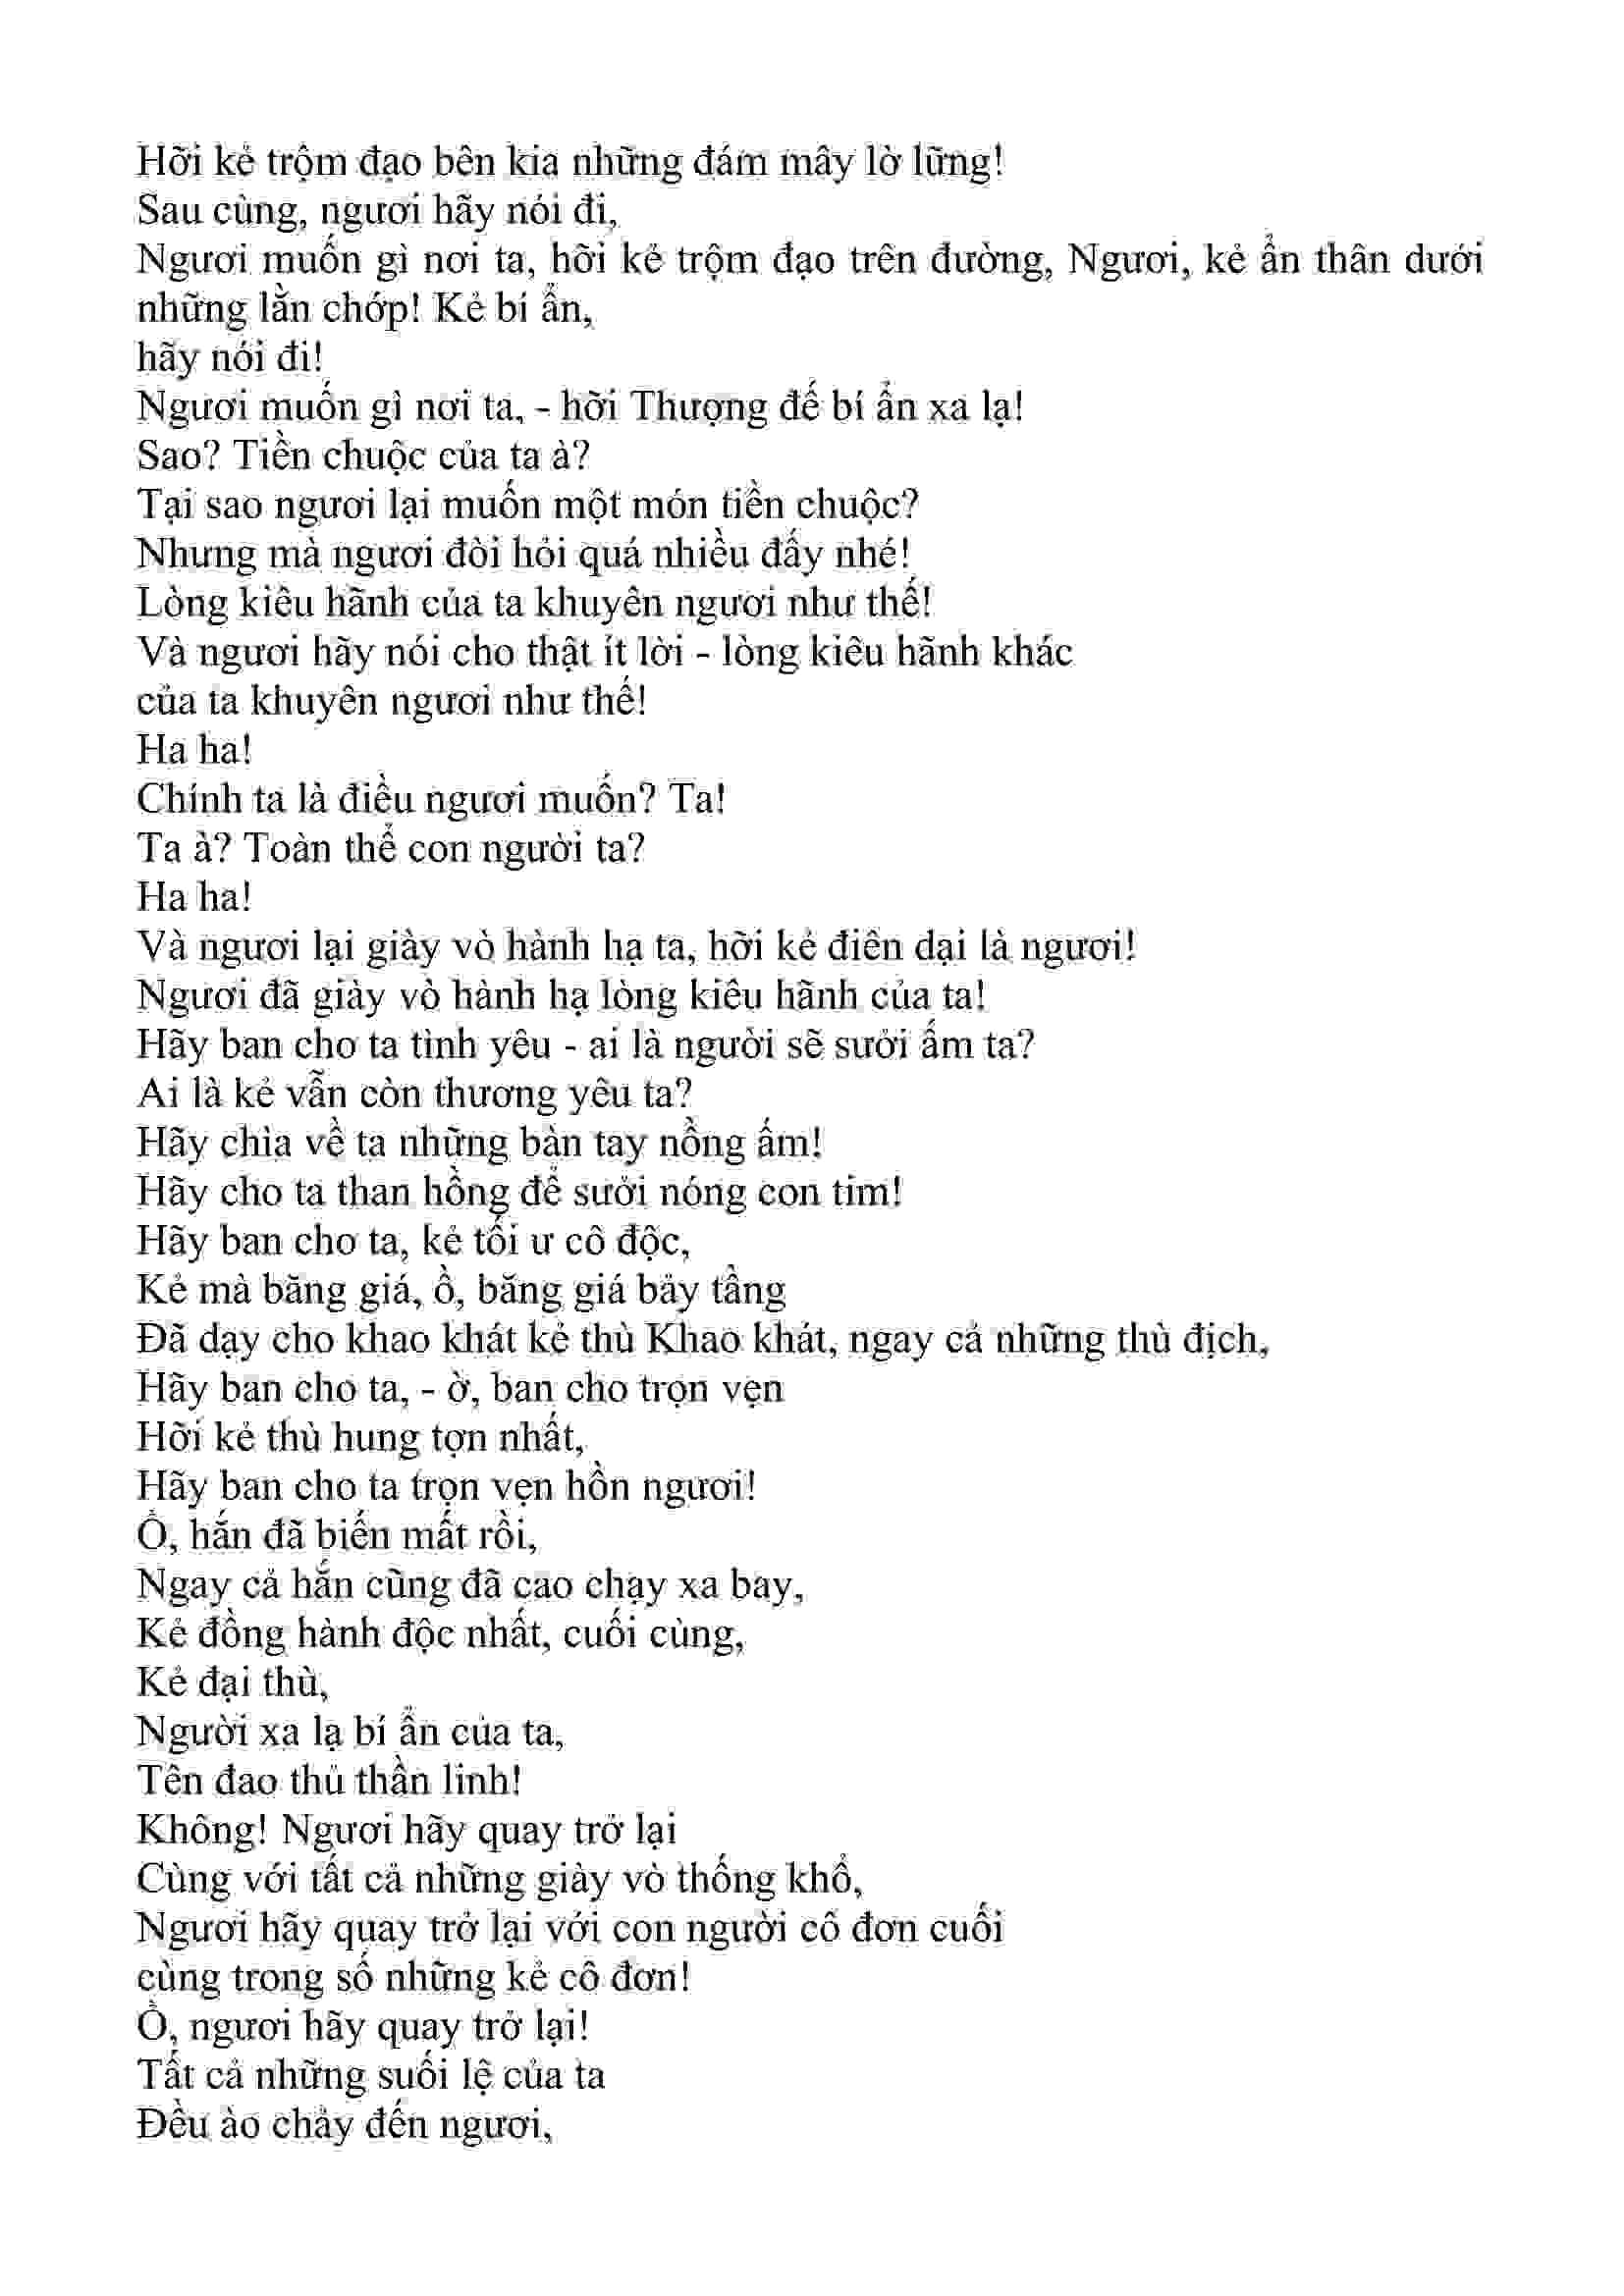 Hỡi kẻ trộm đạo bên kia những đám mây lờ lững!
Sau cùng, ngươi hãy nói đi,
Ngươi muốn gì nơi ta, hỡi kẻ trộm đạo trên đường, Ngươi, kẻ ẩn thân dưới
những lằn chớp! Kẻ bí ẩn,
hãy nói đi!
Ngươi muốn gì nơi ta, - hỡi Thượng đế bí ẩn xa lạ!
Sao? Tiền chuộc của ta à?
Tại sao ngươi lại muốn một món tiền chuộc?
Nhưng mà ngươi đòi hỏi quá nhiều đấy nhé!
Lòng kiêu hãnh của ta khuyên ngươi như thế!
Và ngươi hãy nói cho thật ít lời - lòng kiêu hãnh khác
của ta khuyên ngươi như thế!
Ha ha!
Chính ta là điều ngươi muốn? Ta!
Ta à? Toàn thể con người ta?
Ha ha!
Và ngươi lại giày vò hành hạ ta, hỡi kẻ điên dại là ngươi!
Ngươi đã giày vò hành hạ lòng kiêu hãnh của ta!
Hãy ban cho ta tình yêu - ai là người sẽ sưởi ấm ta?
Ai là kẻ vẫn còn thương yêu ta?
Hãy chìa về ta những bàn tay nồng ấm!
Hãy cho ta than hồng để sưởi nóng con tim!
Hãy ban cho ta, kẻ tối ư cô độc,
Kẻ mà băng giá, ồ, băng giá bảy tầng
Đã dạy cho khao khát kẻ thù Khao khát, ngay cả những thù địch,
Hãy ban cho ta, - ờ, ban cho trọn vẹn
Hỡi kẻ thù hung tợn nhất,
Hãy ban cho ta trọn vẹn hồn ngươi!
Ồ, hắn đã biến mất rồi,
Ngay cả hắn cũng đã cao chạy xa bay,
Kẻ đồng hành độc nhất, cuối cùng,
Kẻ đại thù,
Người xa lạ bí ẩn của ta,
Tên đao thủ thần linh!
Không! Ngươi hãy quay trở lại
Cùng với tất cả những giày vò thống khổ,
Ngươi hãy quay trở lại với con người cô đơn cuối
cùng trong số những kẻ cô đơn!
Ồ, ngươi hãy quay trở lại!
Tất cả những suối lệ của ta
Đều ào chảy đến ngươi,